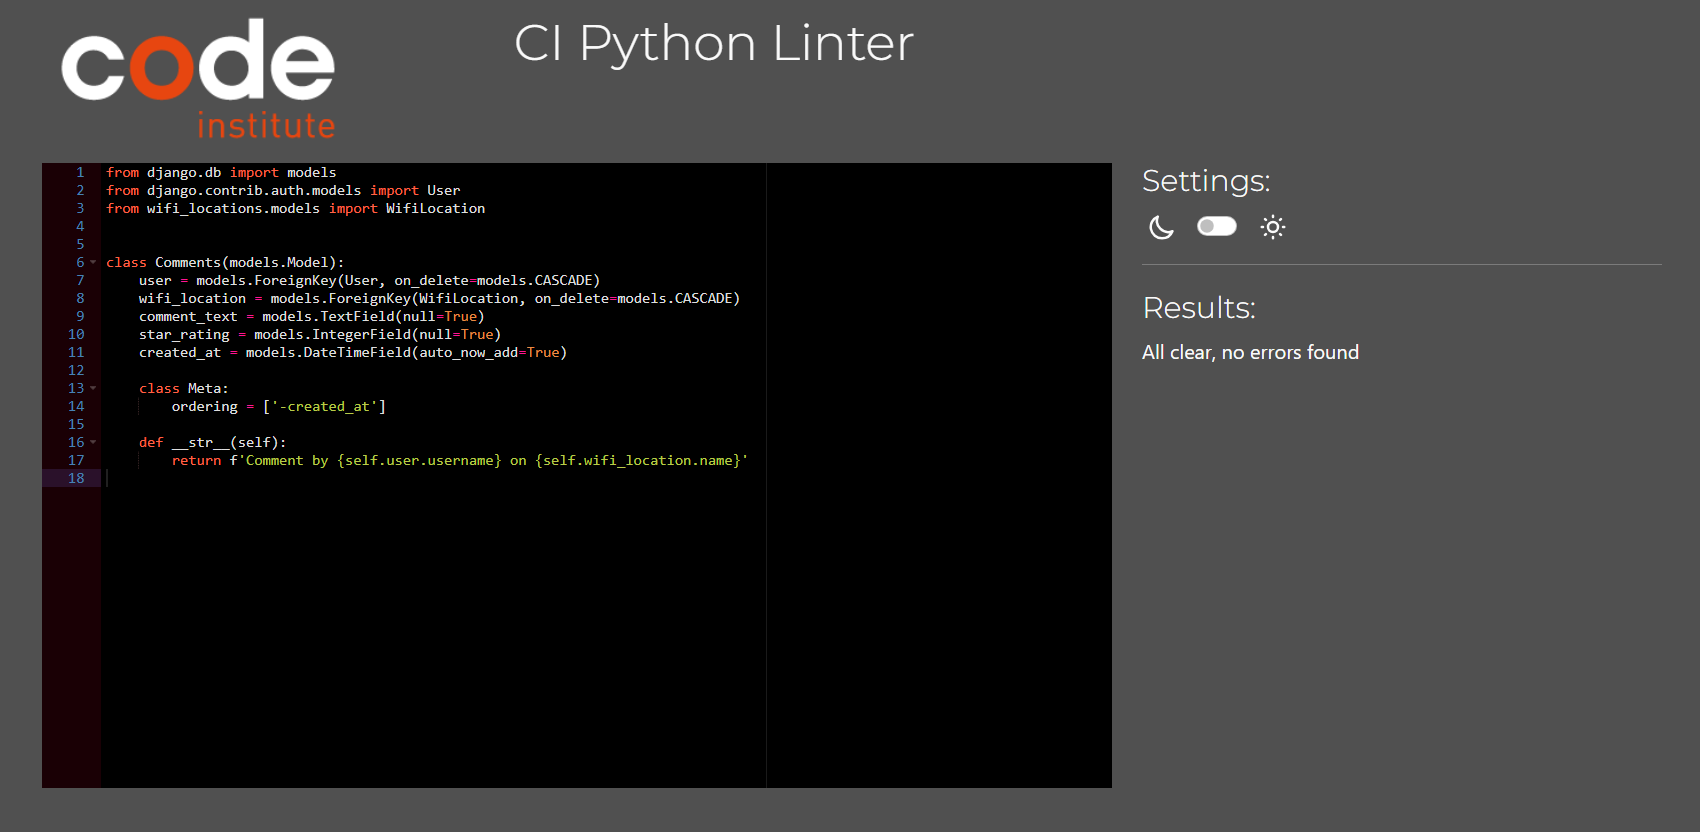 code
institute
CI Python Linter
1 from django.db import models
2 from django.contrib.auth.models import User
3 from wifi_locations.models import WifiLocation
4
5
6 class Comments(models.Model):
7     user = models.ForeignKey(User, on_delete=models.CASCADE)
8     wifi_location = models.ForeignKey(WifiLocation, on_delete=models.CASCADE)
9     comment_text = models.TextField(null=True)
10     star_rating = models.IntegerField(null=True)
11     created_at = models.DateTimeField(auto_now_add=True)
12
13     class Meta:
14         ordering = ['-created_at']
15
16     def __str__(self):
17         return f'Comment by {self.user.username} on {self.wifi_location.name}'
18
Settings:
Results:
All clear, no errors found